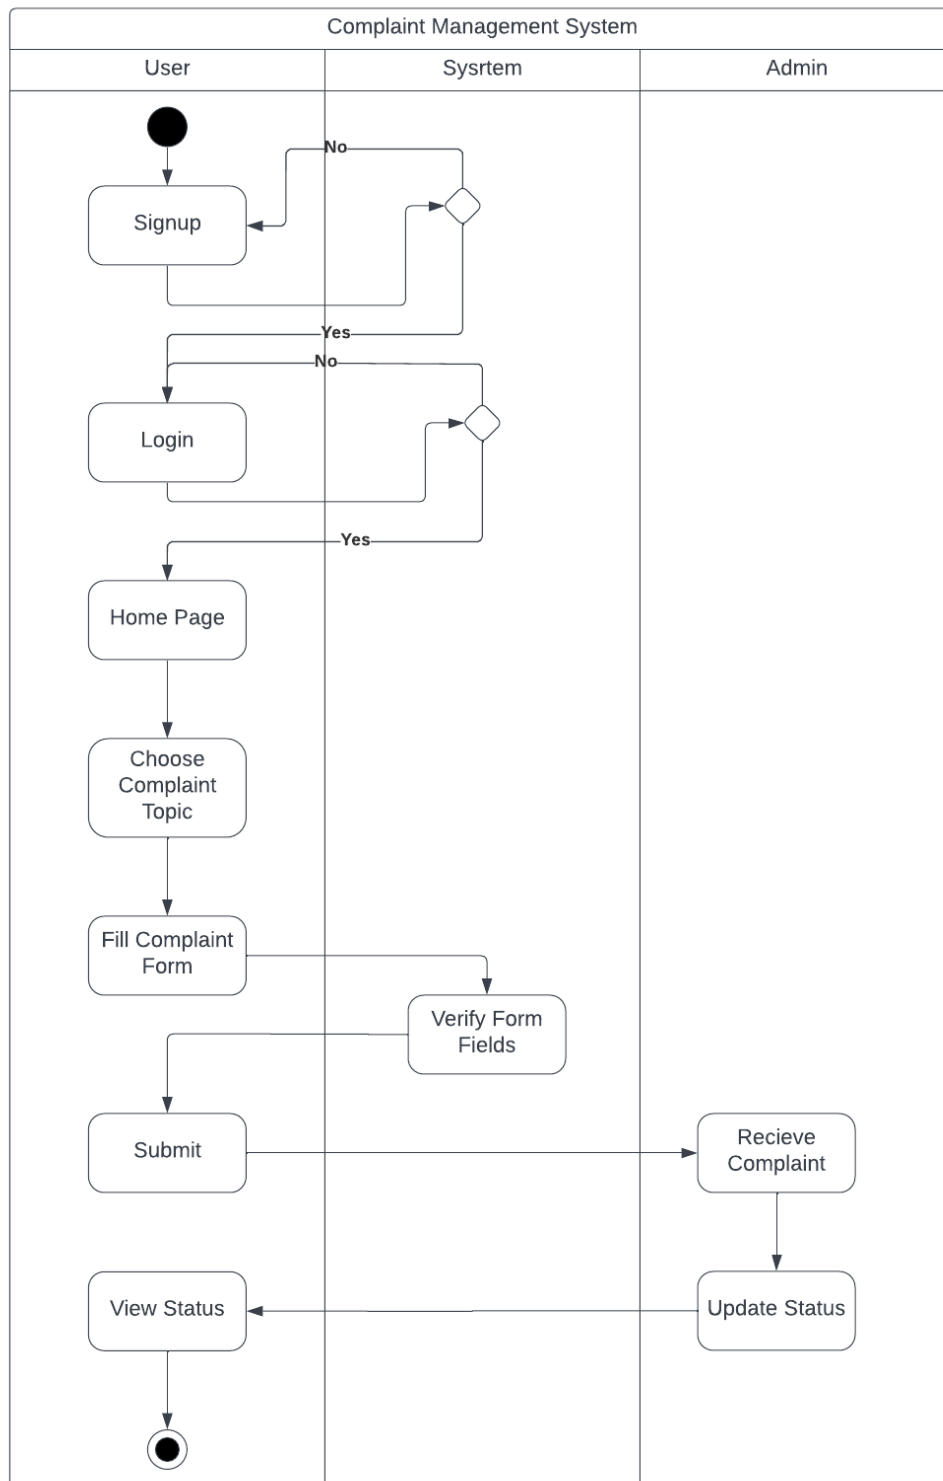 Complaint Management System
User
Sysrtem
Admin
No
Signup
Yes
No
Login
Yes
Home Page
Choose
Complaint
Topic
Fill Complaint
Form
Verify Form
Fields
Submit
Recieve
Complaint
View Status
Update Status